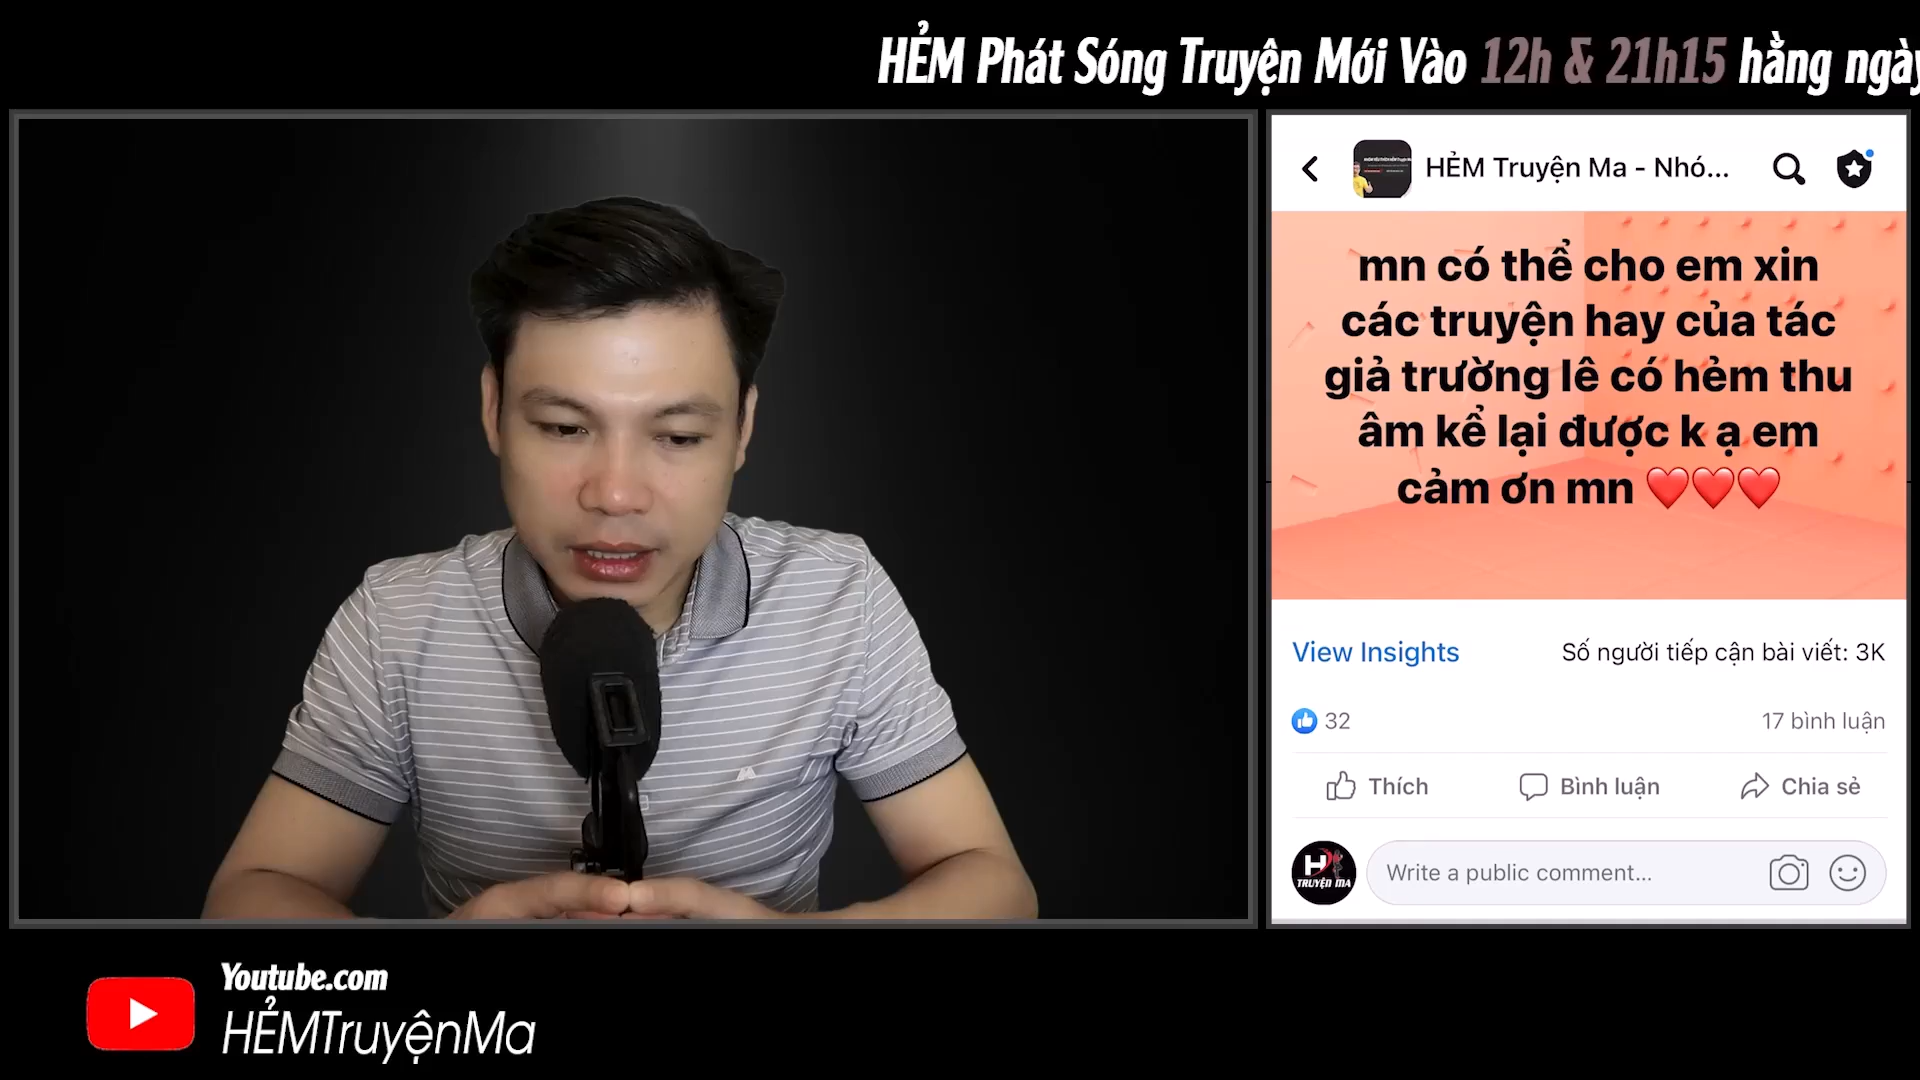 HẺM Phát Sóng Truyện Mới Vào 12h & 21h15 hằng ngày
HẺM Truyện Ma - Nhó...
mn có thể cho em xin
các truyện hay của tác
giả trường lê có hẻm thu
âm kể lại được k ạ em
cảm ơn mn ❤️❤️❤️
View Insights
Số người tiếp cận bài viết: 3K
32
17 bình luận
Thích
Bình luận
Chia sẻ
H
TRUYỆN MA
Write a public comment...
Youtube.com
HẺMTruyệnMa